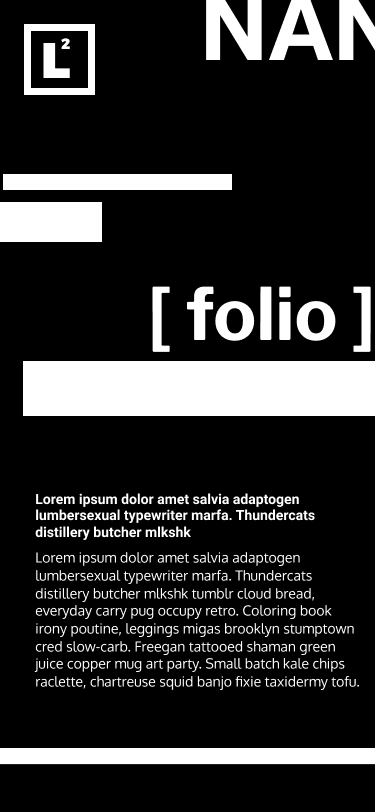 NAN
L²
[ folio ]
Lorem ipsum dolor amet salvia adaptogen
lumbersexual typewriter marfa. Thundercats
distillery butcher mlkshk
Lorem ipsum dolor amet salvia adaptogen
lumbersexual typewriter marfa. Thundercats
distillery butcher mlkshk tumblr cloud bread,
everyday carry pug occupy retro. Coloring book
irony poutine, leggings migas brooklyn stumptown
cred slow-carb. Freegan tattooed shaman green
juice copper mug art party. Small batch kale chips
raclette, chartreuse squid banjo fixie taxidermy tofu.